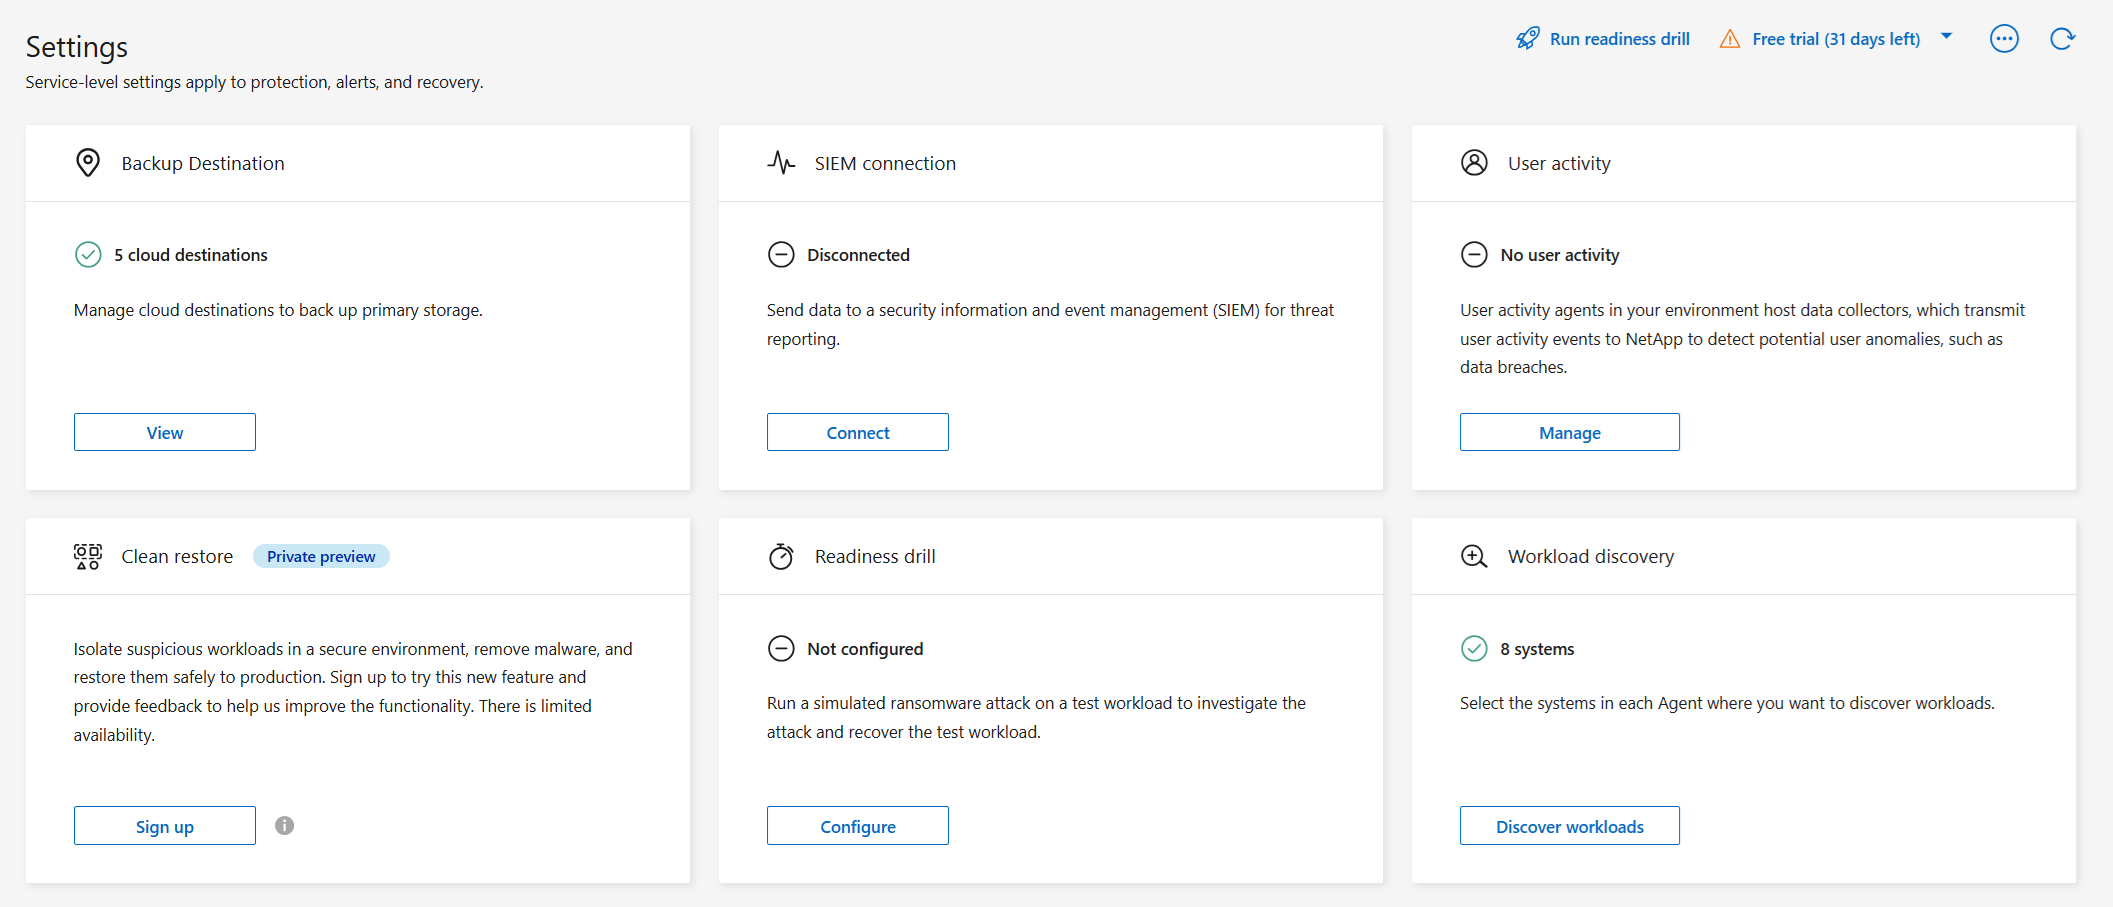 Settings
Run readiness drill
Free trial (31 days left)
Service-level settings apply to protection, alerts, and recovery.
Backup Destination
5 cloud destinations
Manage cloud destinations to back up primary storage.
View
SIEM connection
Disconnected
Send data to a security information and event management (SIEM) for threat
reporting.
Connect
User activity
No user activity
User activity agents in your environment host data collectors, which transmit
user activity events to NetApp to detect potential user anomalies, such as
data breaches.
Manage
Clean restore
Private preview
Isolate suspicious workloads in a secure environment, remove malware, and
restore them safely to production. Sign up to try this new feature and
provide feedback to help us improve the functionality. There is limited
availability.
Sign up
Readiness drill
Not configured
Run a simulated ransomware attack on a test workload to investigate the
attack and recover the test workload.
Configure
Workload discovery
8 systems
Select the systems in each Agent where you want to discover workloads.
Discover workloads